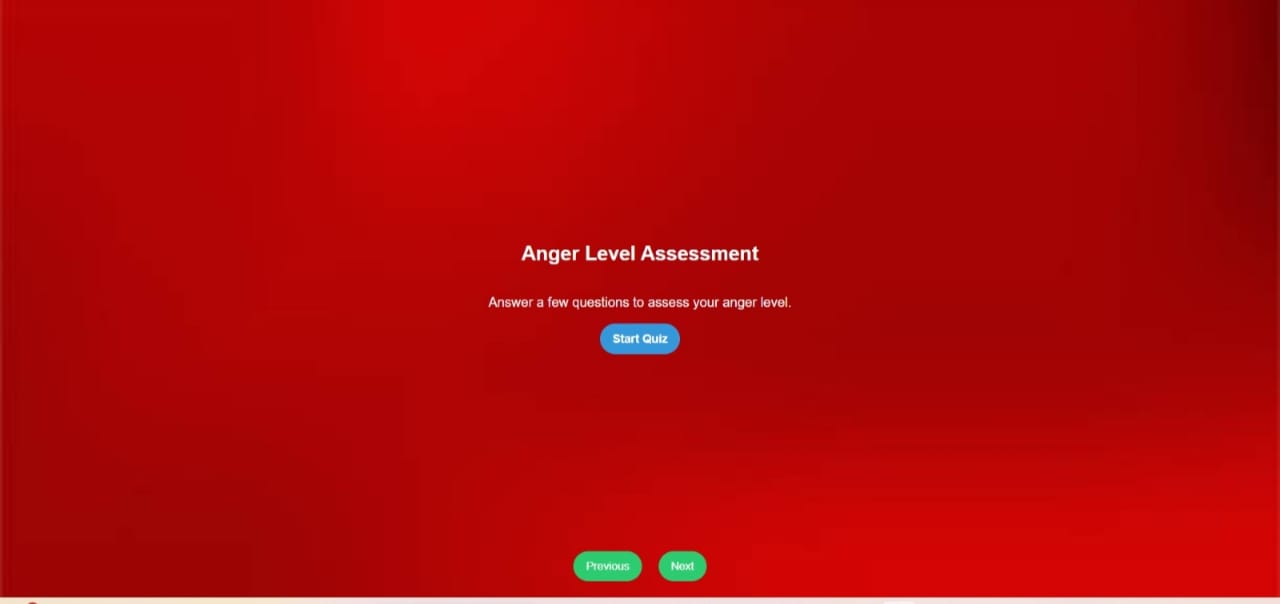 Anger Level Assessment
Answer a few questions to assess your anger level.
Start Quiz
Previous Next